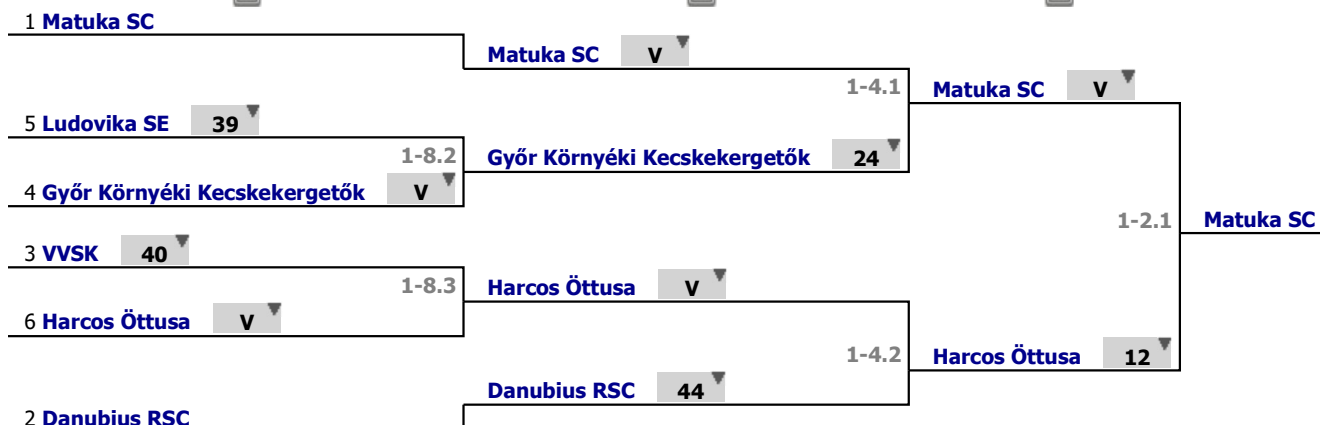 1 Matuka SC
Matuka SC V
1-4.1
Matuka SC V
5 Ludovika SE 39
1-8.2
Győr Környéki Kecskekergetők 24
4 Győr Környéki Kecskekergetők V
1-2.1
Matuka SC
3 VVSK 40
1-8.3
Harcos Öttusa V
6 Harcos Öttusa V
1-4.2
Harcos Öttusa 12
Danubius RSC 44
2 Danubius RSC